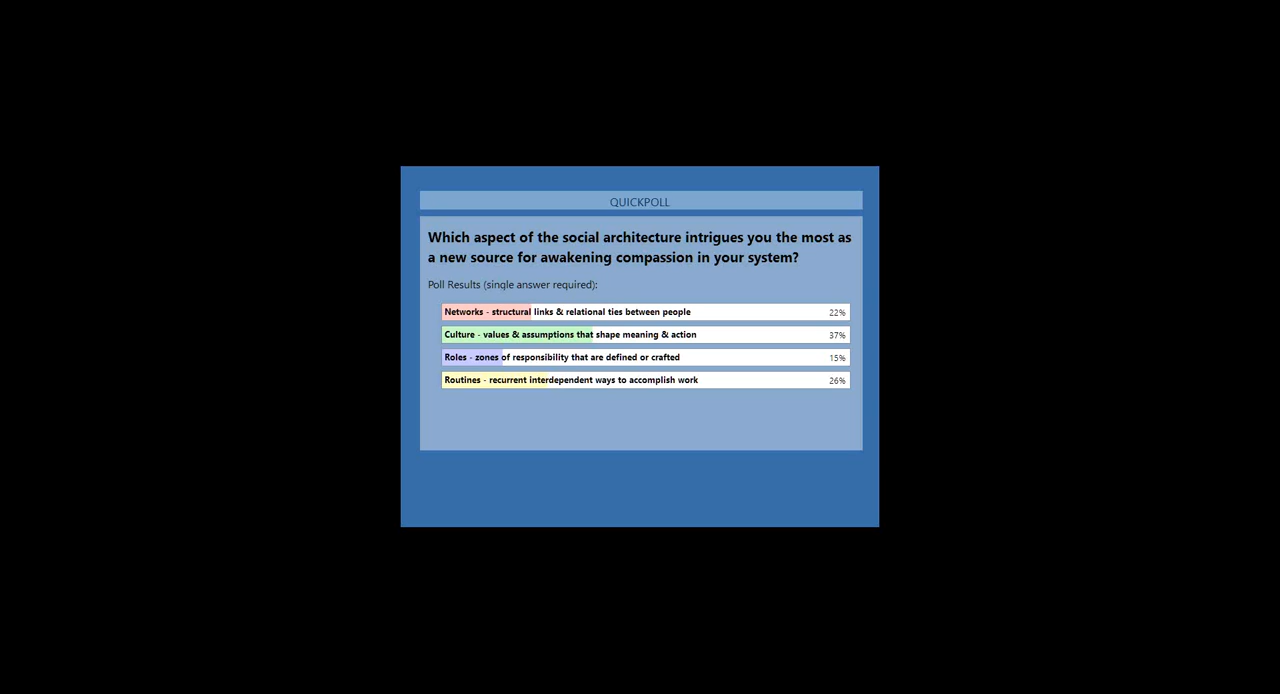 QUICKPOLL
Which aspect of the social architecture intrigues you the most as
a new source for awakening compassion in your system?
Poll Results (single answer required):
Networks - structural links & relational ties between people 22%
Culture - values & assumptions that shape meaning & action 37%
Roles - zones of responsibility that are defined or crafted 15%
Routines - recurrent interdependent ways to accomplish work 26%